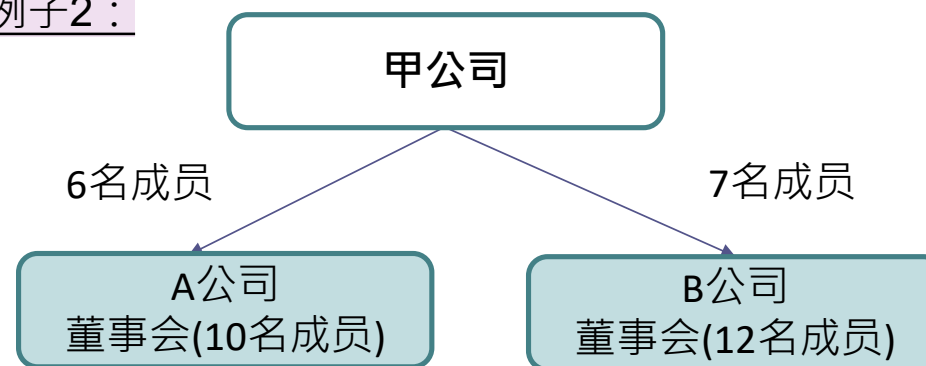 例子2：
甲公司
6名成员
7名成员
A公司
董事会(10名成员)
B公司
董事会(12名成员)